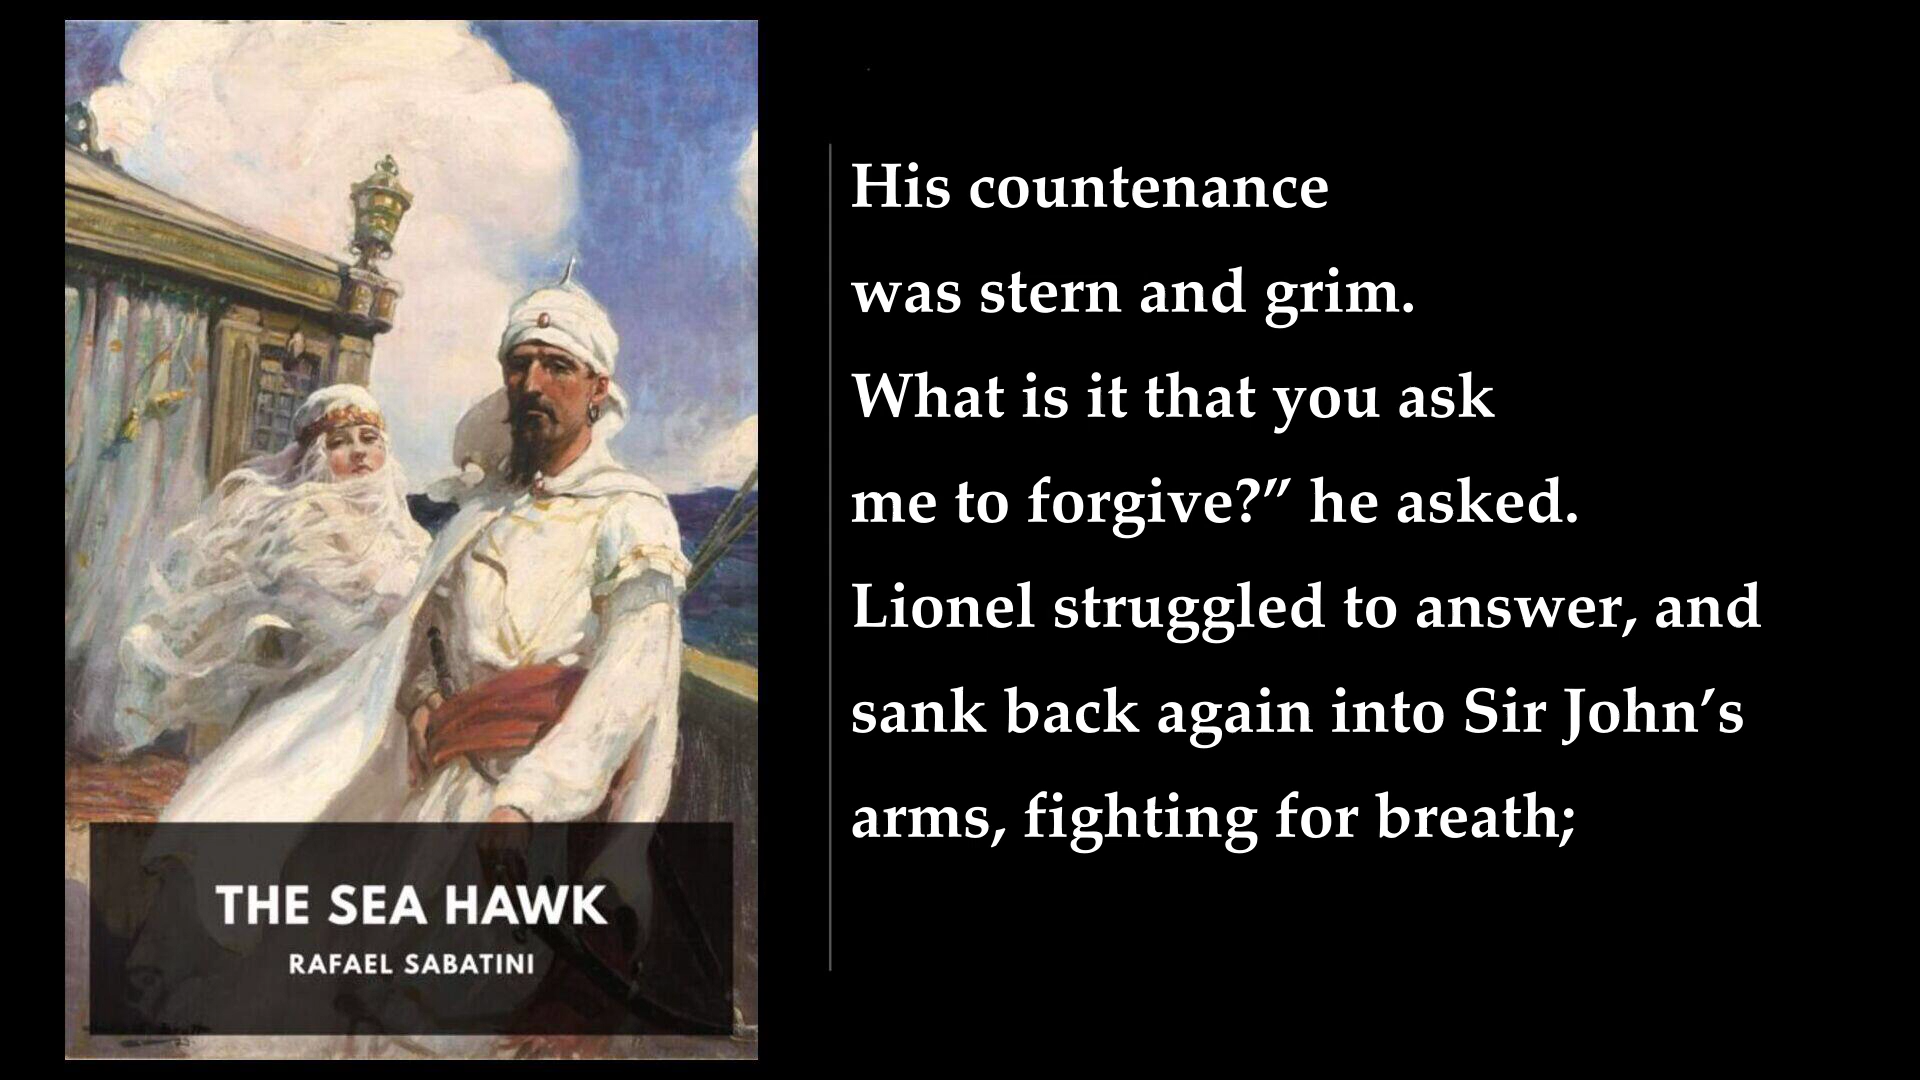 His countenance
was stern and grim.
What is it that you ask
me to forgive?” he asked.
Lionel struggled to answer, and
sank back again into Sir John’s
arms, fighting for breath;
THE SEA HAWK
RAFAEL SABATINI